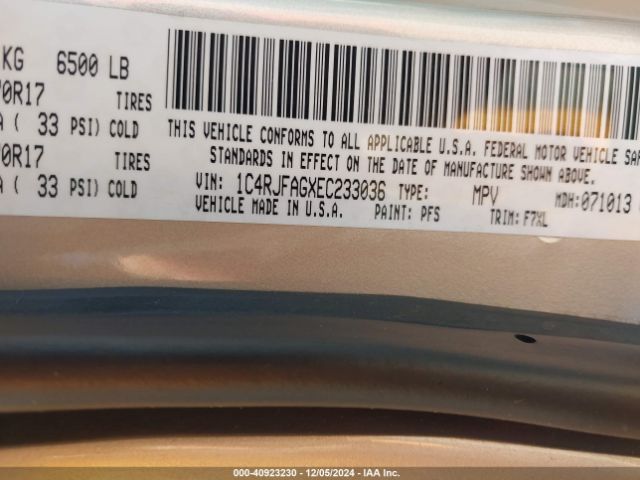 KG 6500 LB
0R17 TIRES
( 33 PSI) COLD
0R17 TIRES
( 33 PSI) COLD
THIS VEHICLE CONFORMS TO ALL APPLICABLE U.S.A. FEDERAL MOTOR VEHICLE SAF
STANDARDS IN EFFECT ON THE DATE OF MANUFACTURE SHOWN ABOVE.
VIN: 1C4RJFAGXEC233036 TYPE: MPV MDH:071013
VEHICLE MADE IN U.S.A. PAINT: PFS TRIM: F7XL
000-40923230 - 12/05/2024 - IAA Inc.